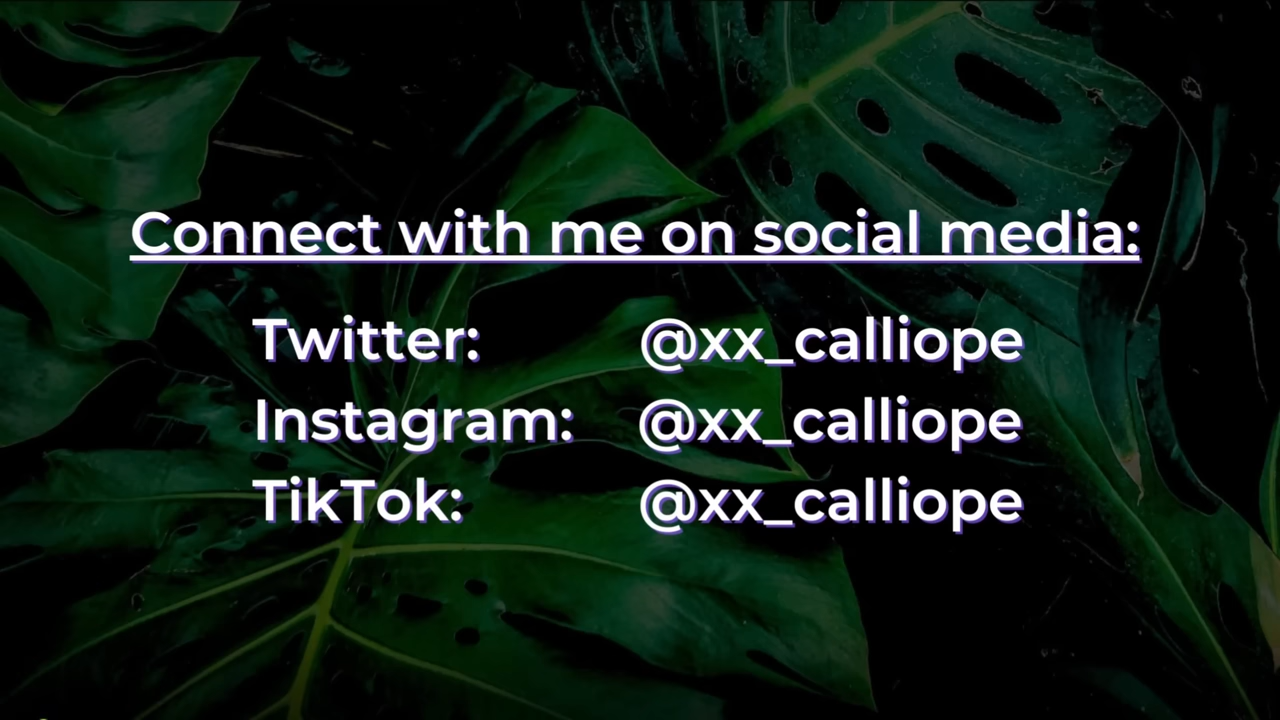 Connect with me on social media:
Twitter: @xx_calliope
Instagram: @xx_calliope
TikTok: @xx_calliope